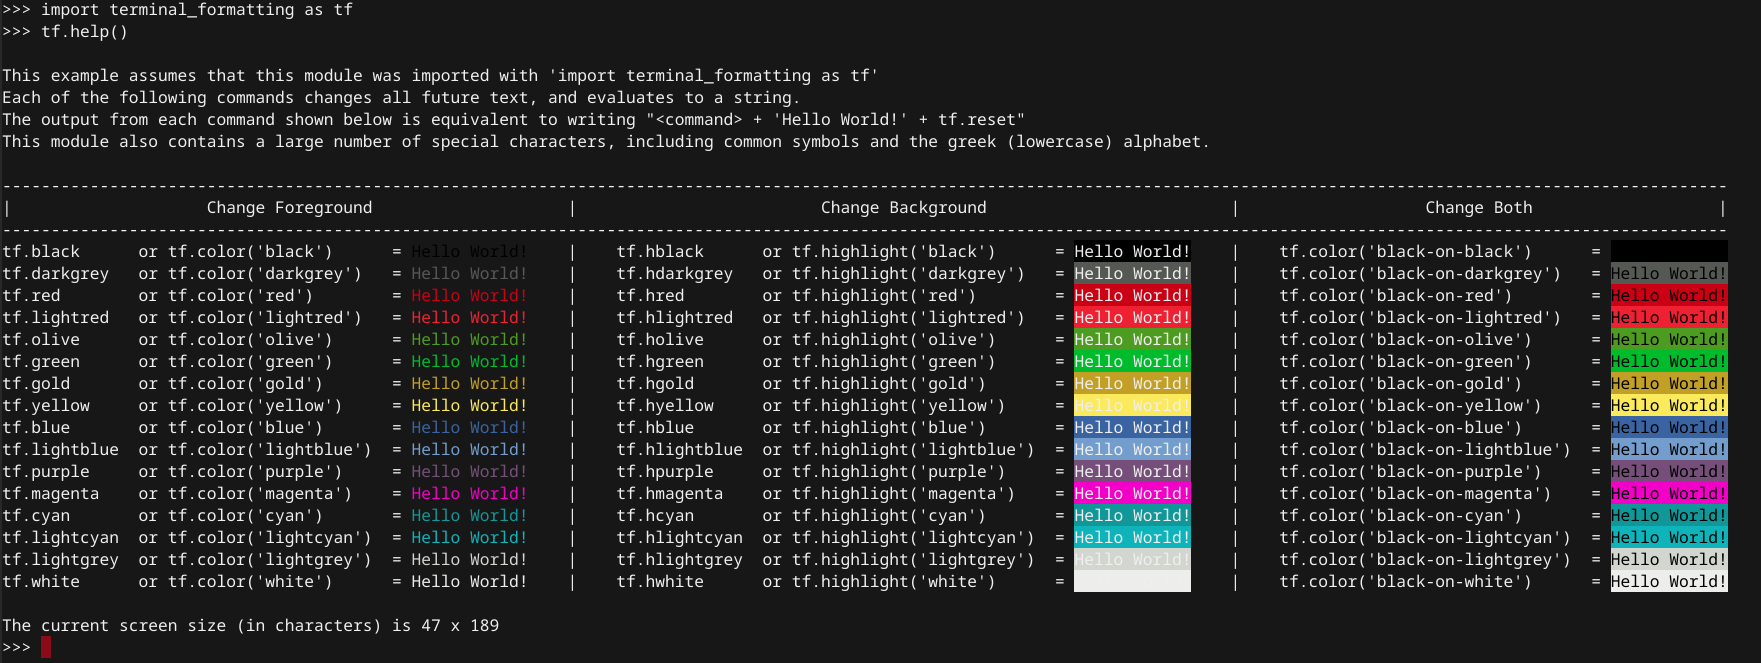 >>> import terminal_formatting as tf
>>> tf.help()
This example assumes that this module was imported with 'import terminal_formatting as tf'
Each of the following commands changes all future text, and evaluates to a string.
The output from each command shown below is equivalent to writing "<command> + 'Hello World!' + tf.reset"
This module also contains a large number of special characters, including common symbols and the greek (lowercase) alphabet.
---------------------------------------------------------------------------------------------------------------------------------------------------------------------------------
|                    Change Foreground                    |                         Change Background                         |                   Change Both                   |
---------------------------------------------------------------------------------------------------------------------------------------------------------------------------------
tf.black      or tf.color('black')      = Hello World!    |    tf.hblack      or tf.highlight('black')      = Hello World!    |    tf.color('black-on-black')      =
tf.darkgrey   or tf.color('darkgrey')   = Hello World!    |    tf.hdarkgrey   or tf.highlight('darkgrey')   = Hello World!    |    tf.color('black-on-darkgrey')   = Hello World!
tf.red        or tf.color('red')        = Hello World!    |    tf.hred        or tf.highlight('red')        = Hello World!    |    tf.color('black-on-red')        = Hello World!
tf.lightred   or tf.color('lightred')   = Hello World!    |    tf.hlightred   or tf.highlight('lightred')   = Hello World!    |    tf.color('black-on-lightred')   = Hello World!
tf.olive      or tf.color('olive')      = Hello World!    |    tf.holive      or tf.highlight('olive')      = Hello World!    |    tf.color('black-on-olive')      = Hello World!
tf.green      or tf.color('green')      = Hello World!    |    tf.hgreen      or tf.highlight('green')      = Hello World!    |    tf.color('black-on-green')      = Hello World!
tf.gold       or tf.color('gold')       = Hello World!    |    tf.hgold       or tf.highlight('gold')       = Hello World!    |    tf.color('black-on-gold')       = Hello World!
tf.yellow     or tf.color('yellow')     = Hello World!    |    tf.hyellow     or tf.highlight('yellow')     = Hello World!    |    tf.color('black-on-yellow')     = Hello World!
tf.blue       or tf.color('blue')       = Hello World!    |    tf.hblue       or tf.highlight('blue')       = Hello World!    |    tf.color('black-on-blue')       = Hello World!
tf.lightblue  or tf.color('lightblue')  = Hello World!    |    tf.hlightblue  or tf.highlight('lightblue')  = Hello World!    |    tf.color('black-on-lightblue')  = Hello World!
tf.purple     or tf.color('purple')     = Hello World!    |    tf.hpurple     or tf.highlight('purple')     = Hello World!    |    tf.color('black-on-purple')     = Hello World!
tf.magenta    or tf.color('magenta')    = Hello World!    |    tf.hmagenta    or tf.highlight('magenta')    = Hello World!    |    tf.color('black-on-magenta')    = Hello World!
tf.cyan       or tf.color('cyan')       = Hello World!    |    tf.hcyan       or tf.highlight('cyan')       = Hello World!    |    tf.color('black-on-cyan')       = Hello World!
tf.lightcyan  or tf.color('lightcyan')  = Hello World!    |    tf.hlightcyan  or tf.highlight('lightcyan')  = Hello World!    |    tf.color('black-on-lightcyan')  = Hello World!
tf.lightgrey  or tf.color('lightgrey')  = Hello World!    |    tf.hlightgrey  or tf.highlight('lightgrey')  = Hello World!    |    tf.color('black-on-lightgrey')  = Hello World!
tf.white      or tf.color('white')      = Hello World!    |    tf.hwhite      or tf.highlight('white')      =                 |    tf.color('black-on-white')      = Hello World!
The current screen size (in characters) is 47 x 189
>>>